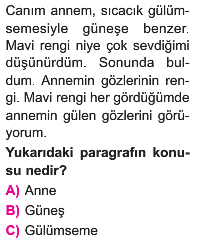 Canım annem, sıcacık gülüm-
semesiyle güneşe benzer.
Mavi rengi niye çok sevdiğimi
düşünürdüm. Sonunda bul-
dum. Annemin gözlerinin ren-
gi. Mavi rengi her gördüğümde
annemin gülen gözlerini görü-
yorum.
Yukarıdaki paragrafın konu-
su nedir?
A) Anne
B) Güneş
C) Gülümseme